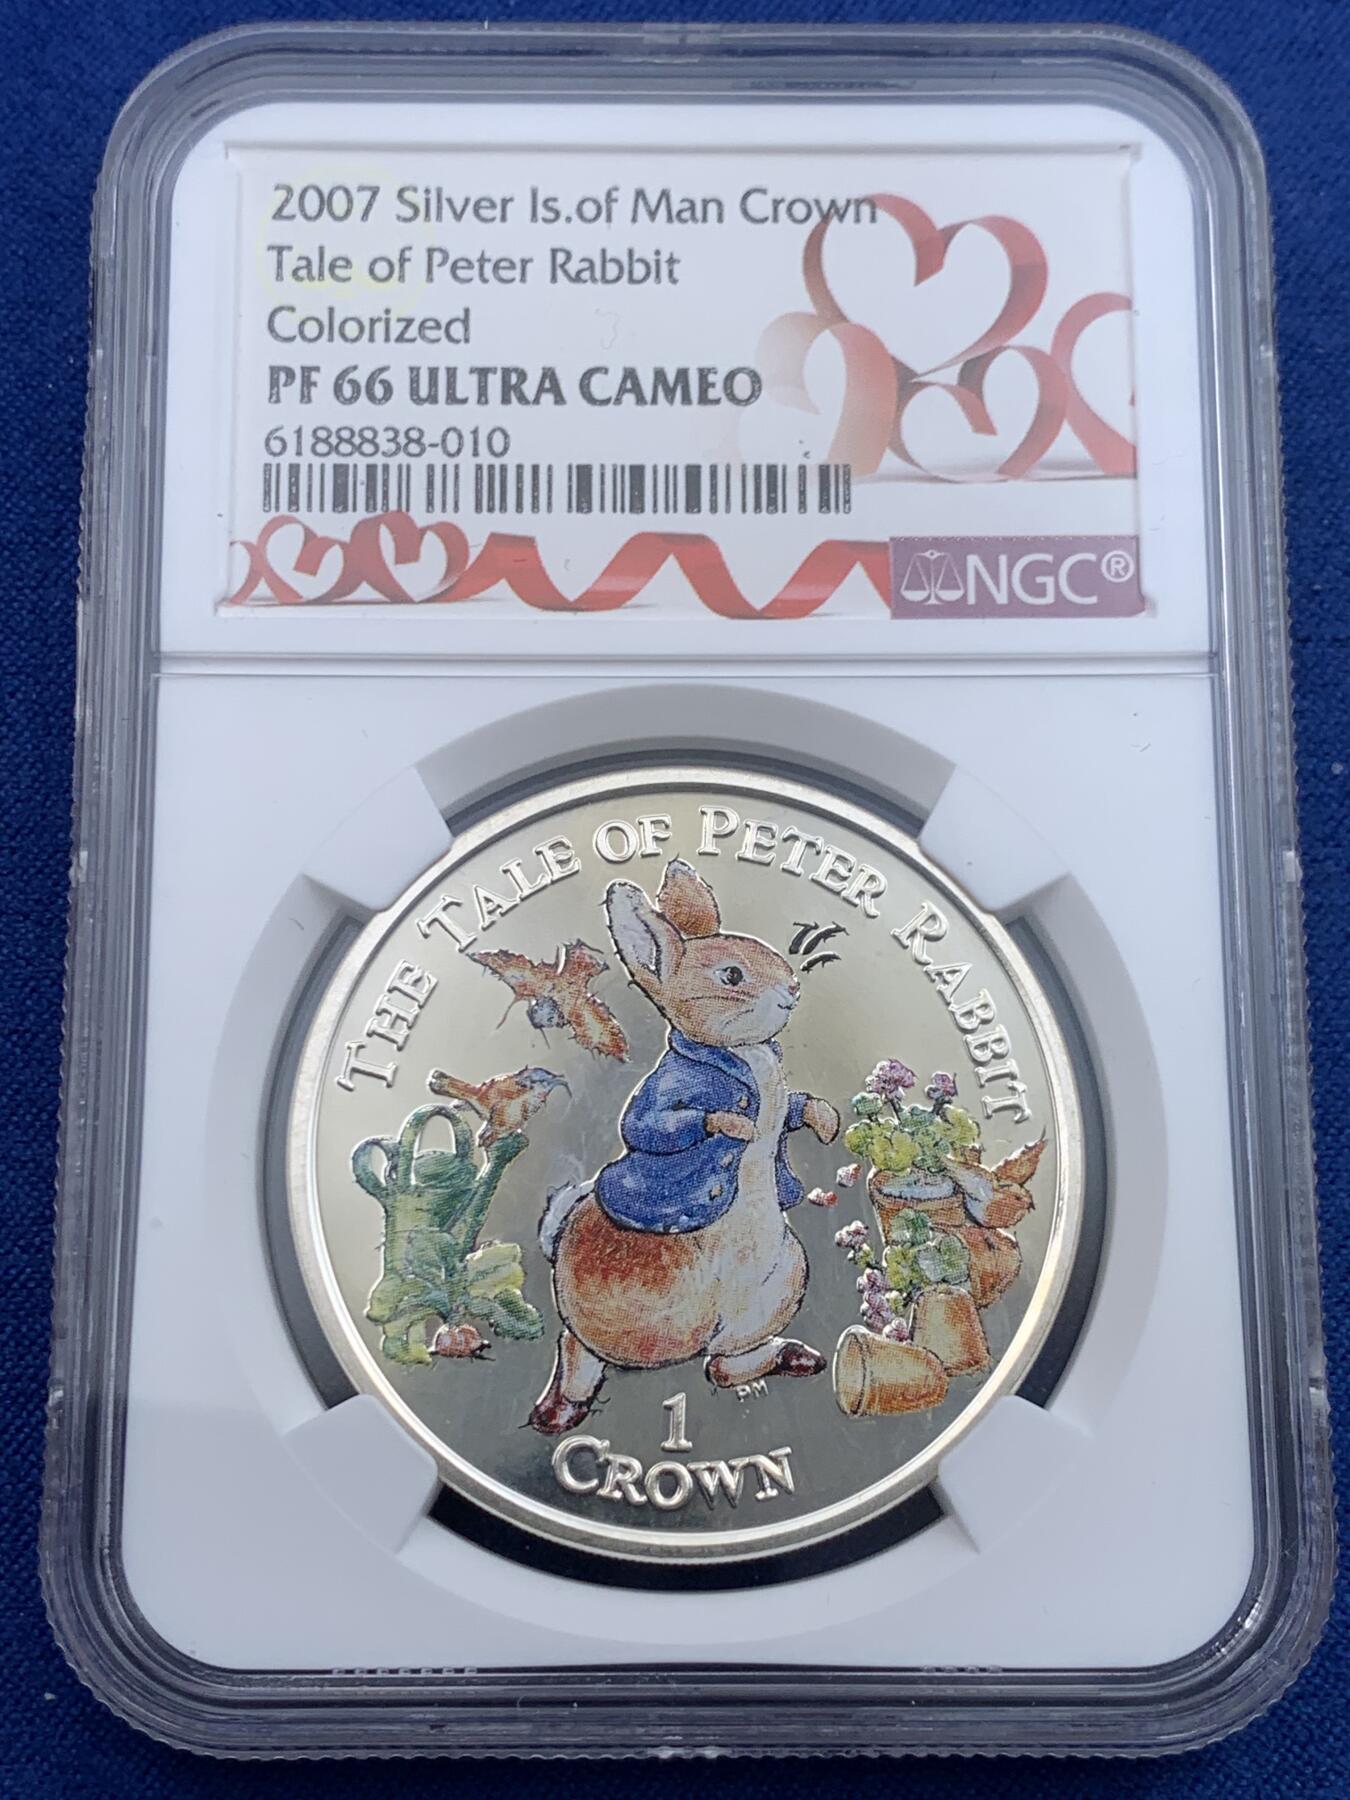 2007 Silver Is.of Man Crown
Tale of Peter Rabbit
Colorized
PF 66 ULTRA CAMEO
6188838-010
NGC®
THE TALE OF PETER RABBIT
PM
1
CROWN